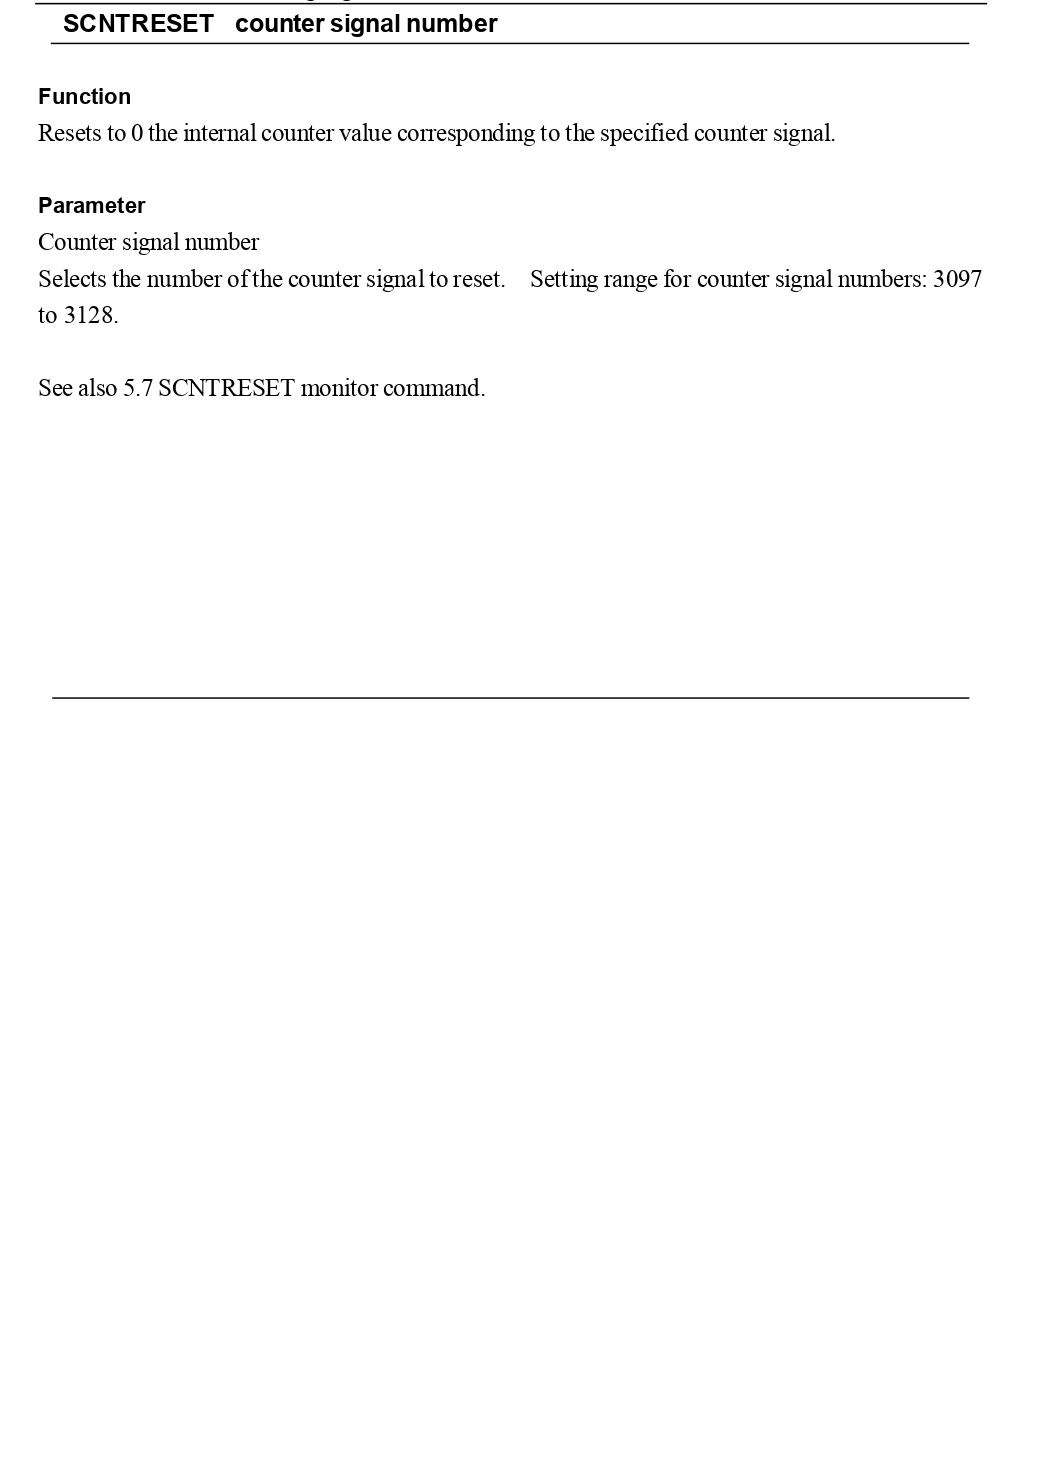 SCNTRESET counter signal number
Function
Resets to 0 the internal counter value corresponding to the specified counter signal.
Parameter
Counter signal number
Selects the number of the counter signal to reset. Setting range for counter signal numbers: 3097
to 3128.
See also 5.7 SCNTRESET monitor command.